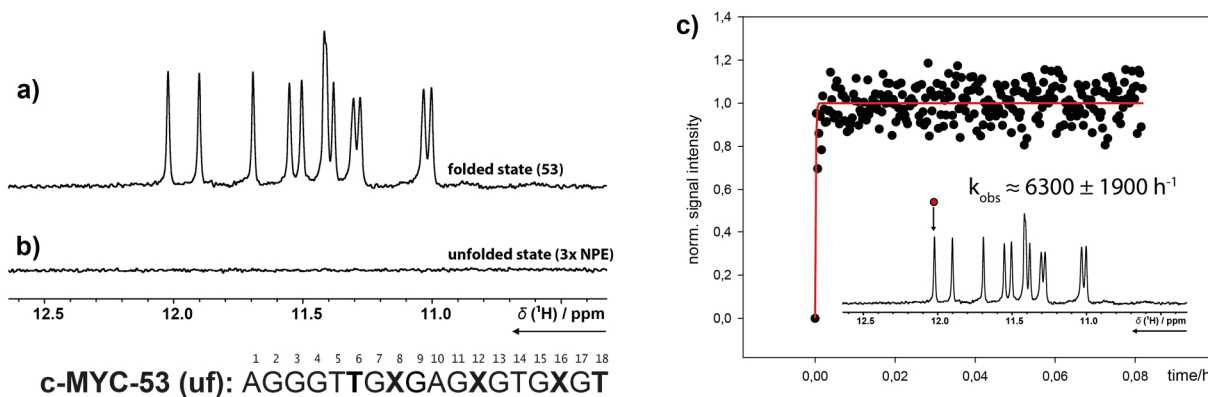 a)
folded state (53)
b)
unfolded state (3x NPE)
12.5 12.0 11.5 11.0 δ (¹H) / ppm
1 2 3 4 5 6 7 8 9 10 11 12 13 14 15 16 17 18
c-MYC-53 (uf): AGGGTTGXGAGXGTGXGT
c)
1,4
1,2
1,0
0,8
0,6
0,4
0,2
0,0
norm. signal intensity
kobs ≈ 6300 ± 1900 h-1
12.5 12.0 11.5 11.0 δ (¹H) / ppm
0,00 0,02 0,04 0,06 0,08 time/h